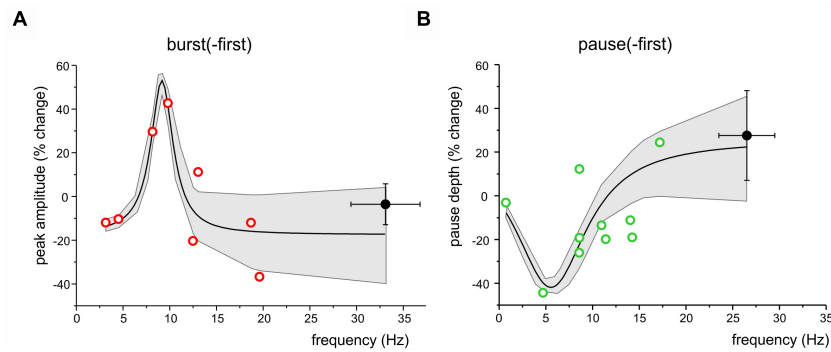 A
burst(-first)
peak amplitude (% change)
60
40
20
0
-20
-40
0 5 10 15 20 25 30 35
frequency (Hz)
B
pause(-first)
pause depth (% change)
60
40
20
0
-20
-40
0 5 10 15 20 25 30 35
frequency (Hz)